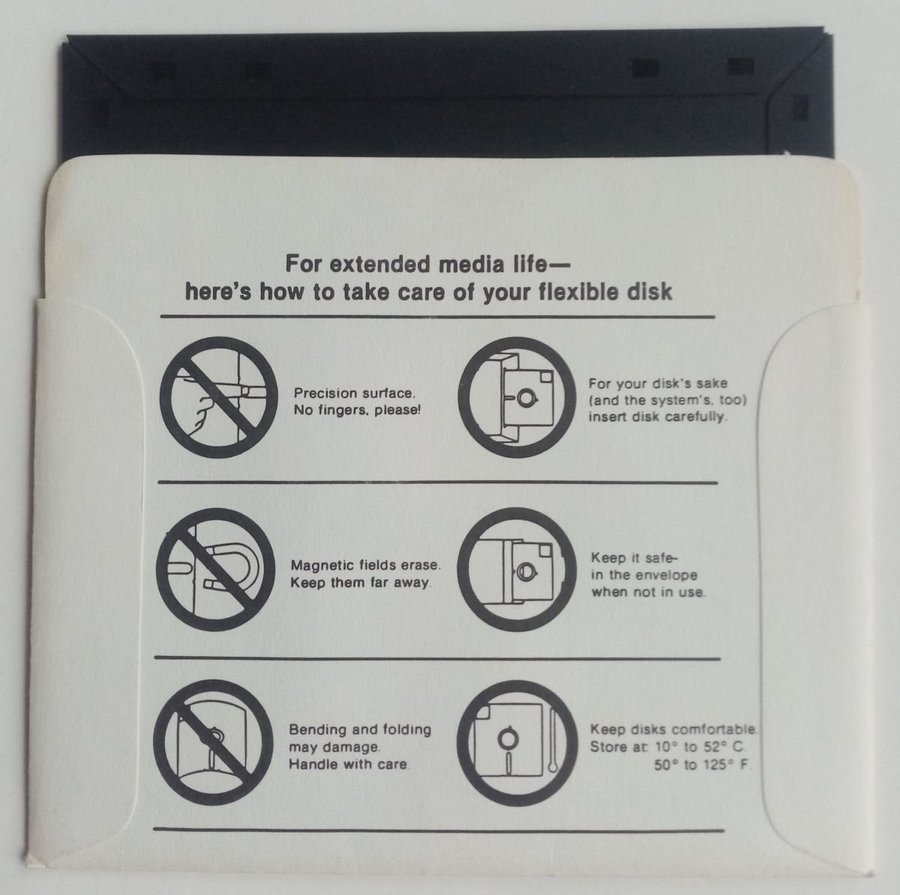 For extended media life—
here's how to take care of your flexible disk
Precision surface.
No fingers, please!
For your disk's sake
(and the system's, too)
insert disk carefully.
Magnetic fields erase.
Keep them far away.
Keep it safe-
in the envelope
when not in use.
Bending and folding
may damage.
Handle with care.
Keep disks comfortable.
Store at: 10° to 52° C.
50° to 125° F.